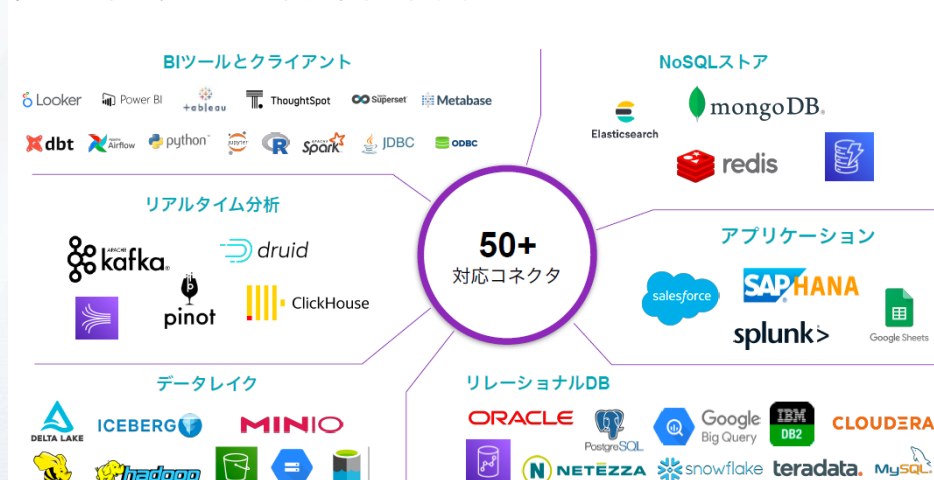 BIツールとクライアント
Looker Power BI +ableau ThoughtSpot Superset Metabase
dbt Apache Airflow python jupyter R APACHE Spark JDBC ODBC
NoSQLストア
Elasticsearch
mongoDB
redis
リアルタイム分析
APACHE kafka druid
pinot ClickHouse
50+
対応コネクタ
アプリケーション
salesforce
SAP HANA
splunk>
Google Sheets
データレイク
DELTA LAKE ICEBERG MINIO
hadoop
リレーショナルDB
ORACLE PostgreSQL Google Big Query IBM DB2 CLOUDERA
N NETEZZA snowflake teradata. MySQL